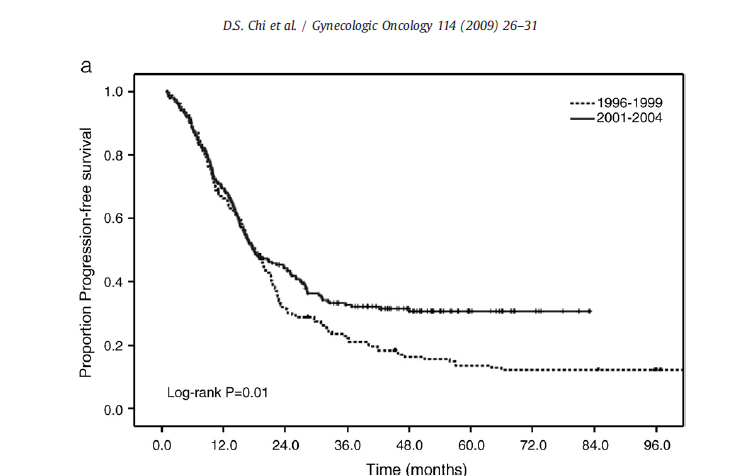 D.S. Chi et al. / Gynecologic Oncology 114 (2009) 26–31
a
1996-1999
2001-2004
Proportion Progression-free survival
1.0
0.8
0.6
0.4
0.2
0.0
Log-rank P=0.01
0.0 12.0 24.0 36.0 48.0 60.0 72.0 84.0 96.0
Time (months)